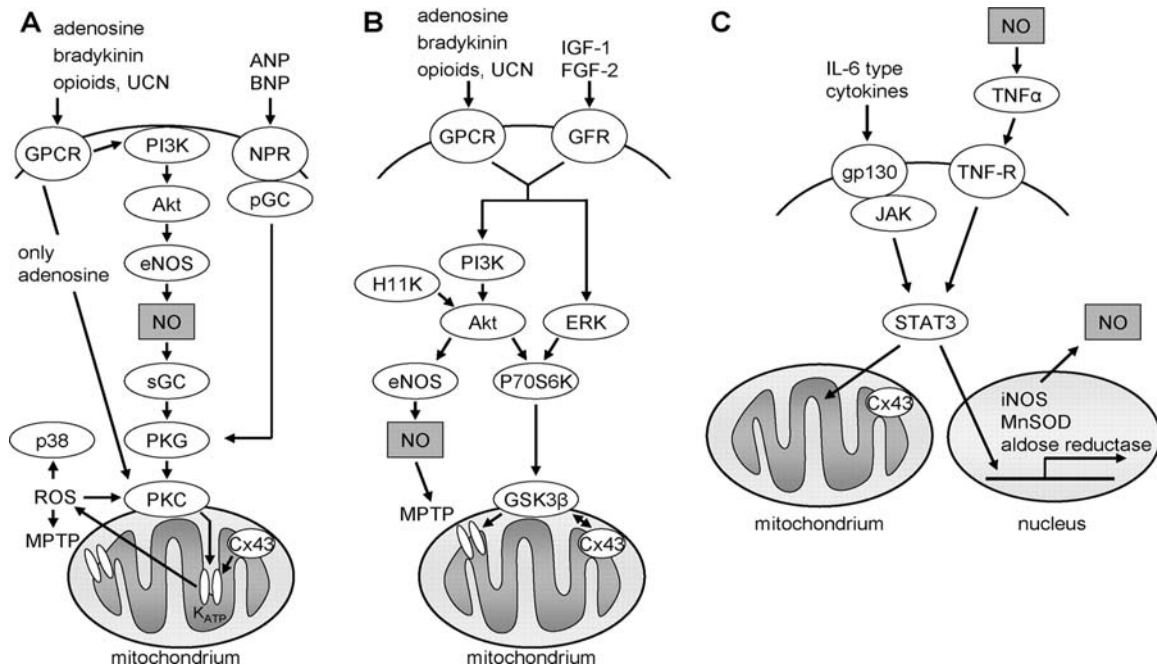 A
adenosine
bradykinin
opioids, UCN
ANP
BNP
GPCR
PI3K
NPR
pGC
Akt
only
adenosine
eNOS
NO
sGC
p38
PKG
ROS
PKC
MPTP
Cx43
KATP
mitochondrium
B
adenosine
bradykinin
opioids, UCN
IGF-1
FGF-2
GPCR
GFR
PI3K
H11K
Akt
ERK
eNOS
P70S6K
NO
MPTP
GSK3β
Cx43
mitochondrium
C
NO
IL-6 type
cytokines
TNFα
gp130
TNF-R
JAK
STAT3
NO
Cx43
iNOS
MnSOD
aldose reductase
mitochondrium
nucleus